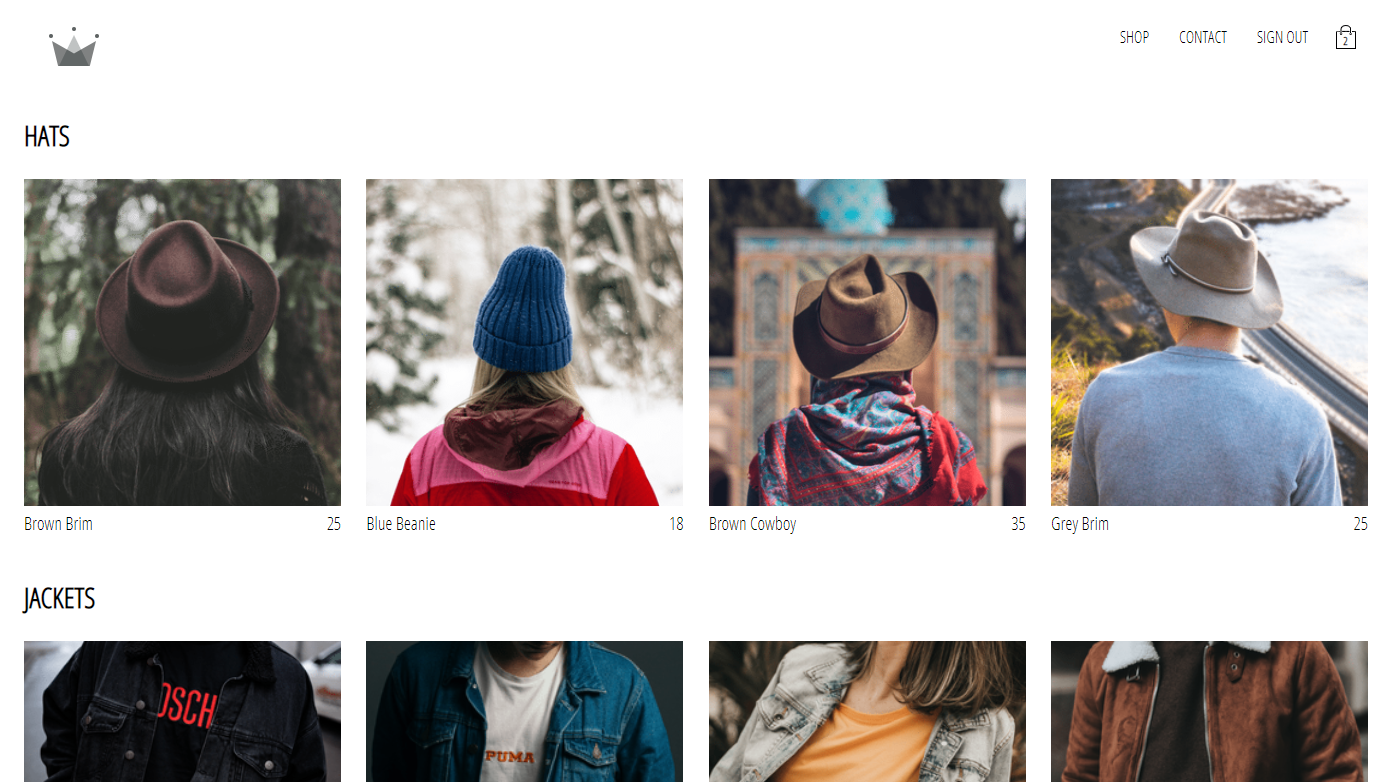 SHOP CONTACT SIGN OUT 2
HATS
Brown Brim 25 Blue Beanie 18 Brown Cowboy 35 Grey Brim 25
JACKETS
OSCH
PUMA